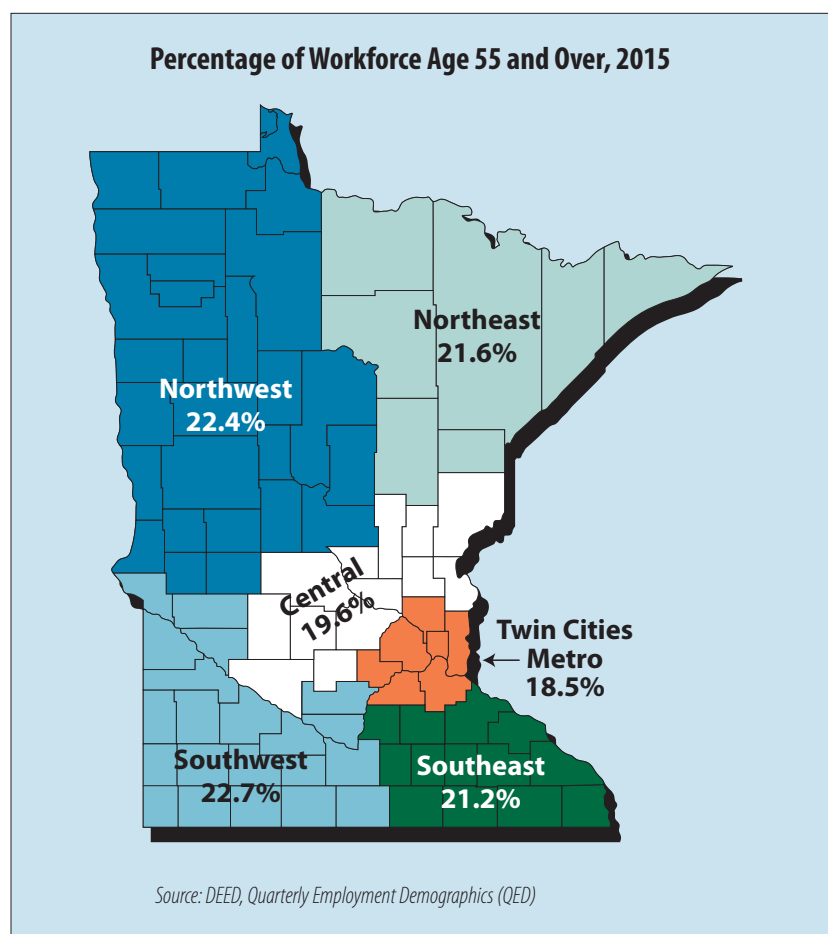 Percentage of Workforce Age 55 and Over, 2015
Northeast
21.6%
Northwest
22.4%
Central
19.6%
Twin Cities
Metro
18.5%
Southwest
22.7%
Southeast
21.2%
Source: DEED, Quarterly Employment Demographics (QED)